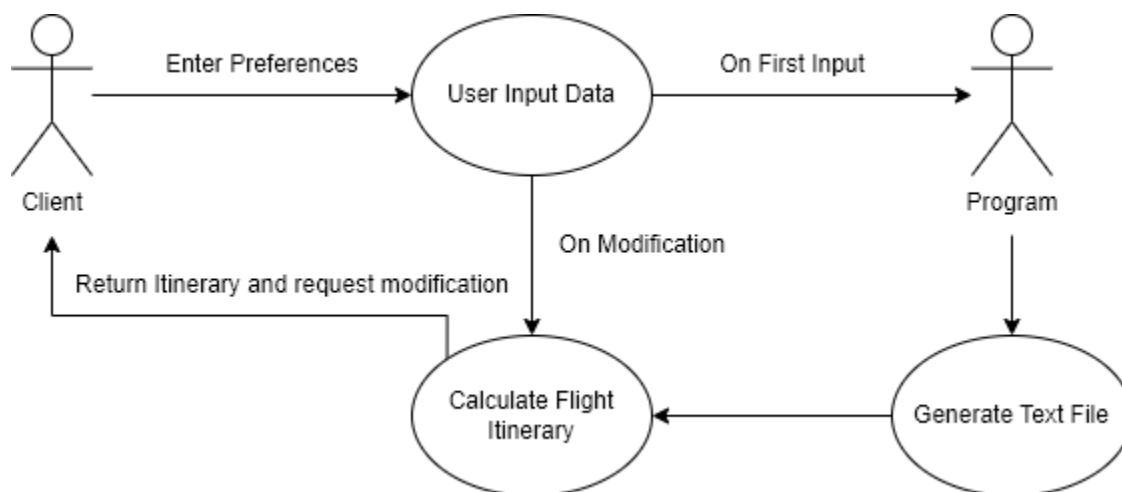 Enter Preferences
User Input Data
On First Input
Client
Program
On Modification
Return Itinerary and request modification
Calculate Flight
Itinerary
Generate Text File